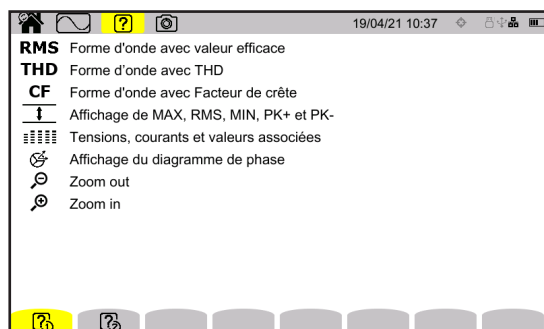 19/04/21 10:37
RMS Forme d'onde avec valeur efficace
THD Forme d'onde avec THD
CF Forme d'onde avec Facteur de crête
Affichage de MAX, RMS, MIN, PK+ et PK-
Tensions, courants et valeurs associées
Affichage du diagramme de phase
Zoom out
Zoom in